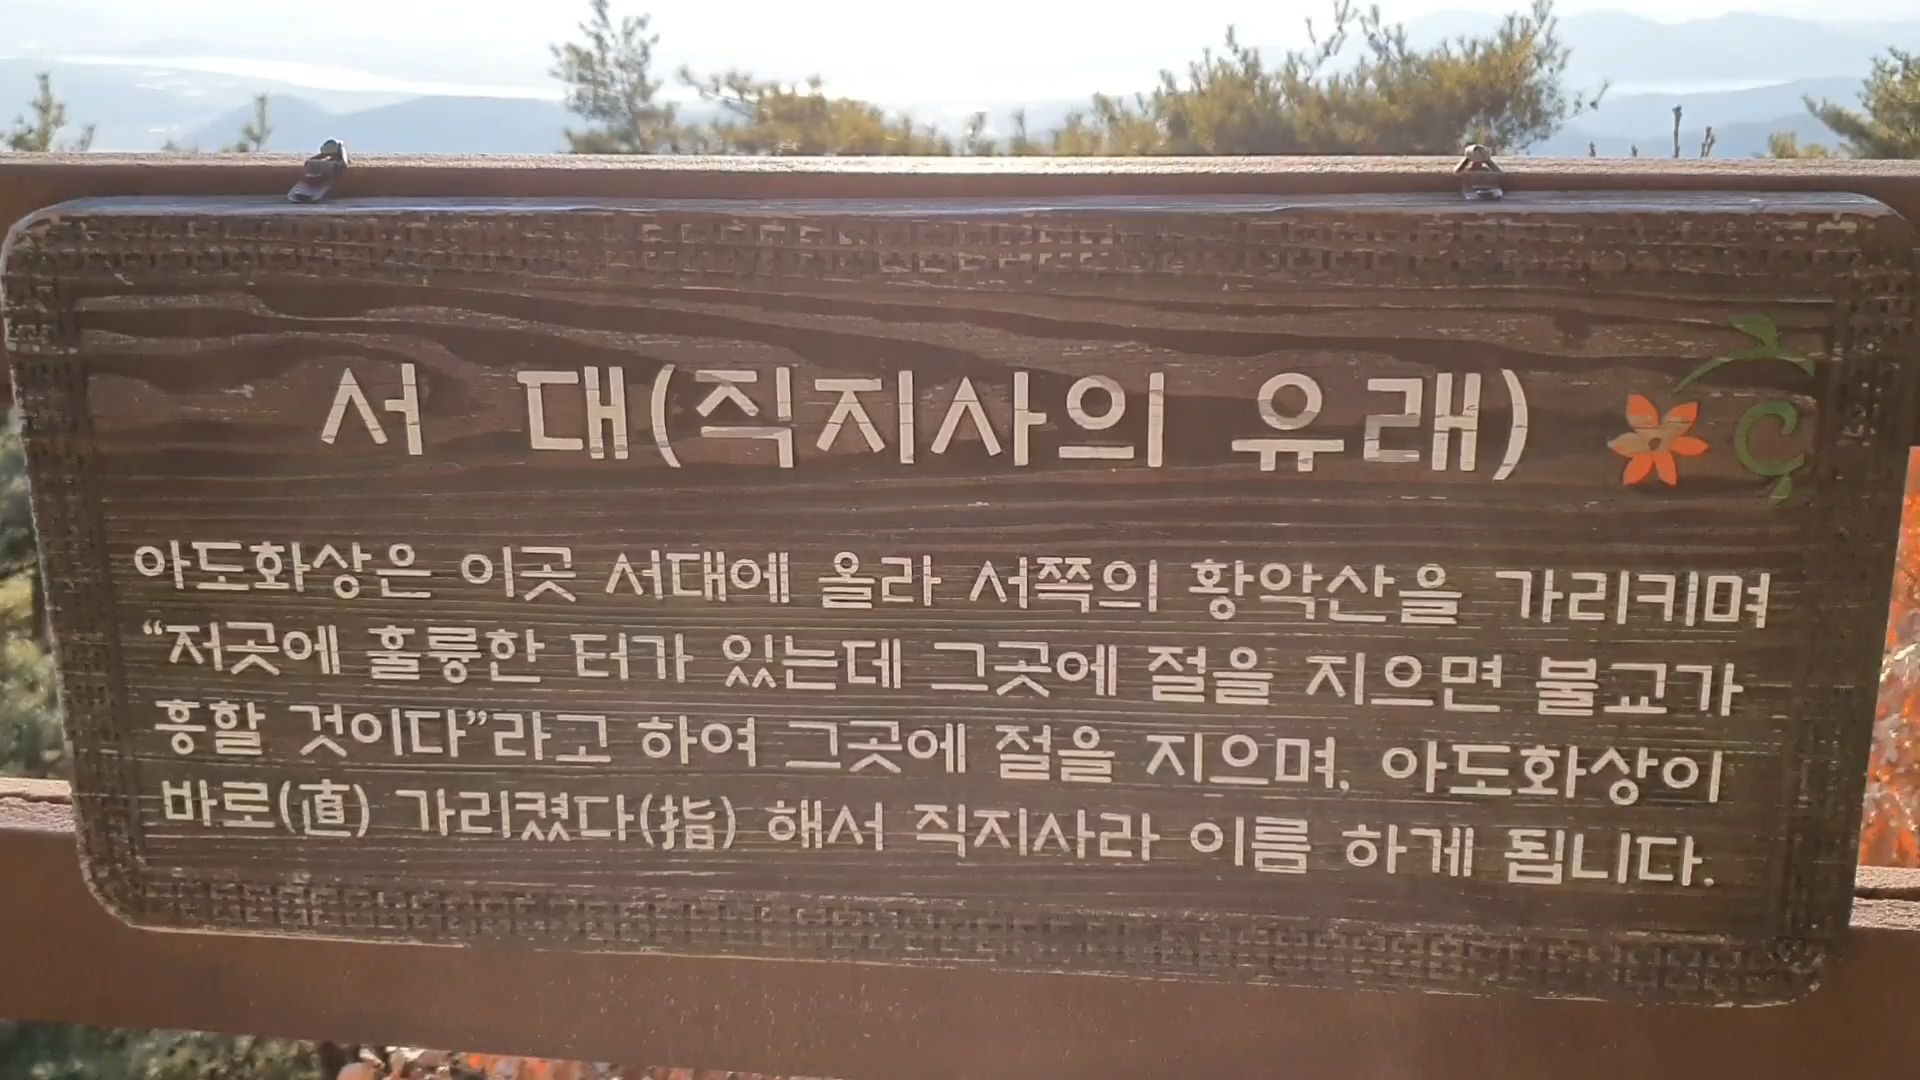 서 대(직지사의 유래)
아도화상은 이곳 서대에 올라 서쪽의 황악산을 가리키며
“저곳에 훌륭한 터가 있는데 그곳에 절을 지으면 불교가
흥할 것이다”라고 하여 그곳에 절을 지으며, 아도화상이
바로(直) 가리켰다(指) 해서 직지사라 이름 하게 됩니다.